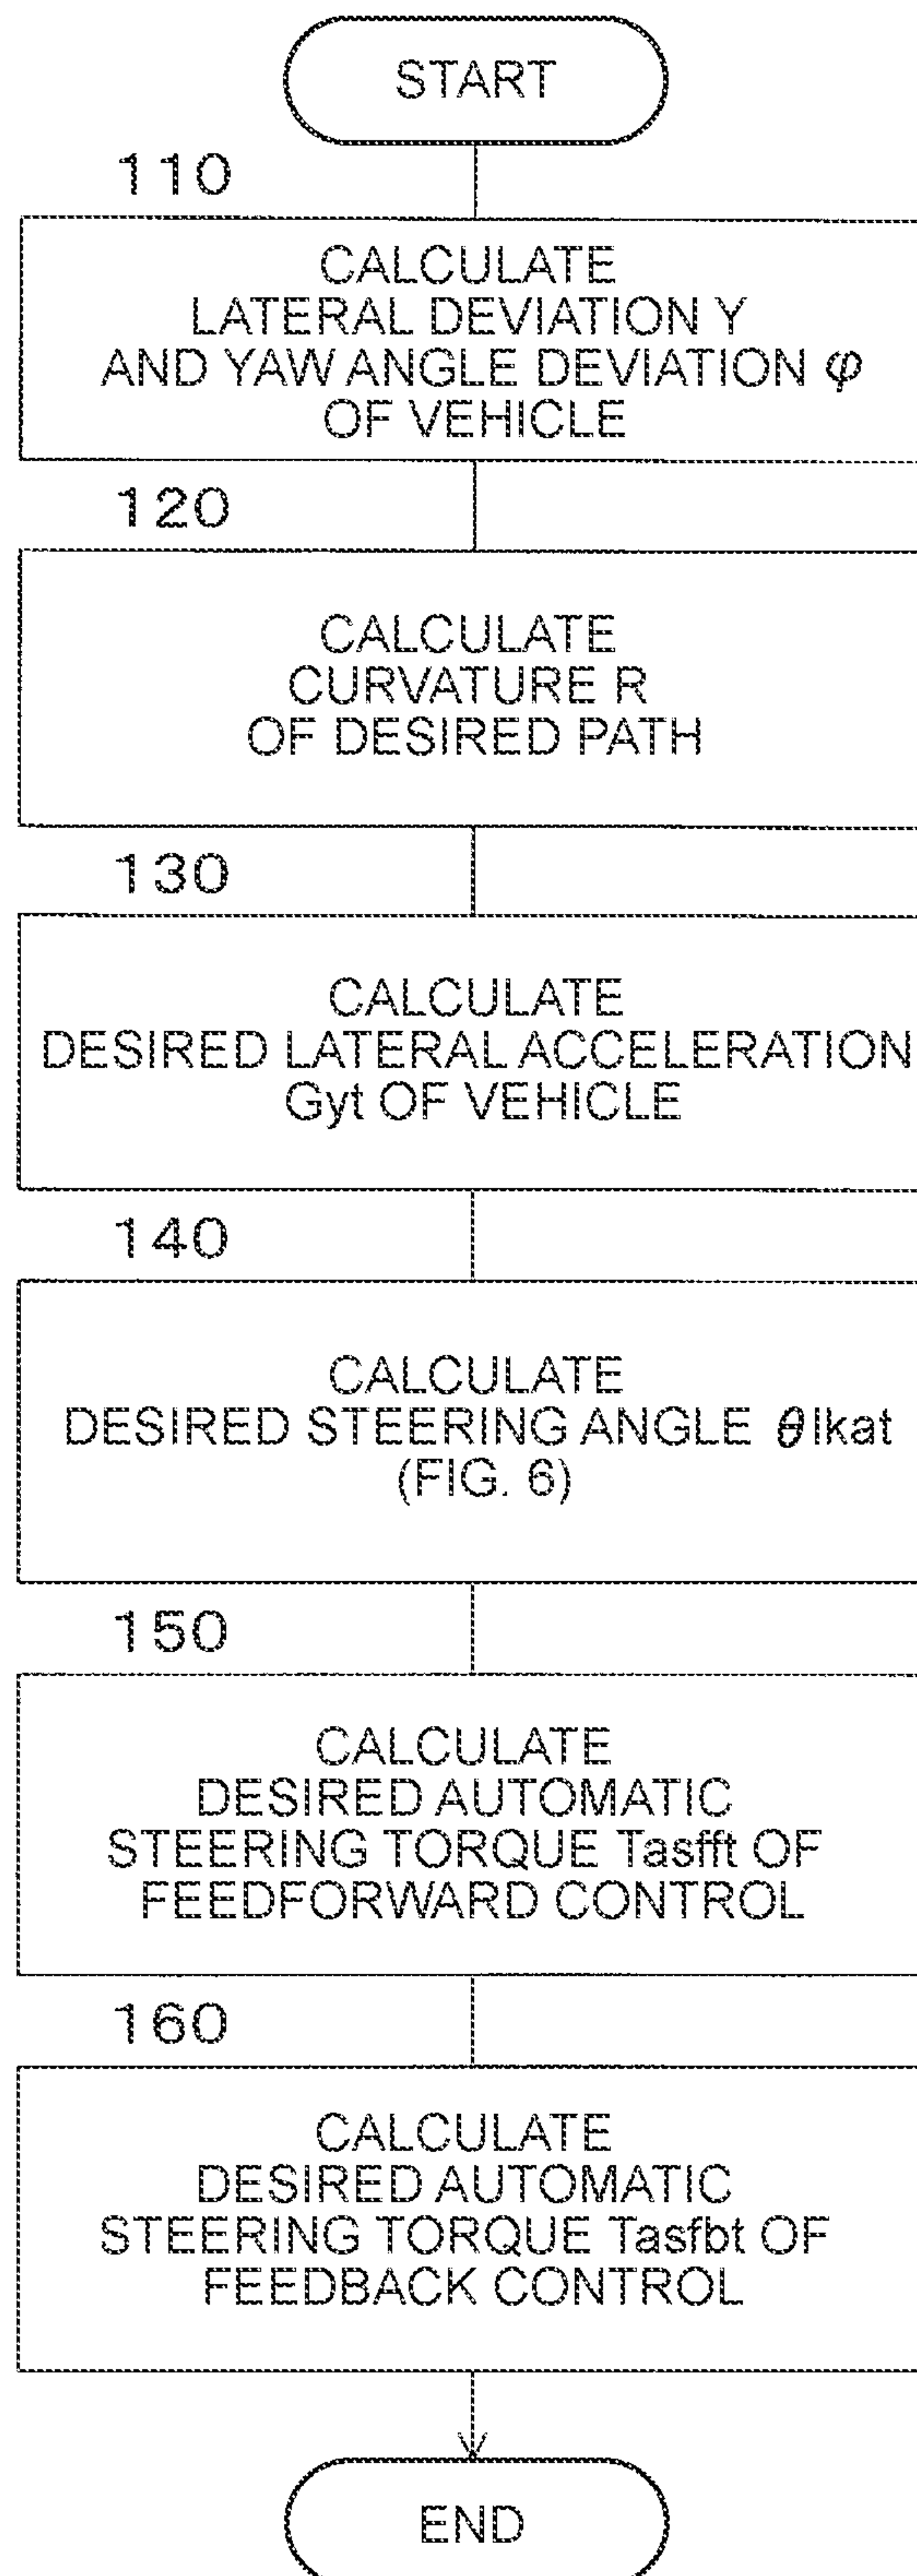 START
110
CALCULATE
LATERAL DEVIATION Y
AND YAW ANGLE DEVIATION φ
OF VEHICLE
120
CALCULATE
CURVATURE R
OF DESIRED PATH
130
CALCULATE
DESIRED LATERAL ACCELERATION
Gyt OF VEHICLE
140
CALCULATE
DESIRED STEERING ANGLE θlkat
(FIG. 6)
150
CALCULATE
DESIRED AUTOMATIC
STEERING TORQUE Tasfft OF
FEEDFORWARD CONTROL
160
CALCULATE
DESIRED AUTOMATIC
STEERING TORQUE Tasfbt OF
FEEDBACK CONTROL
END